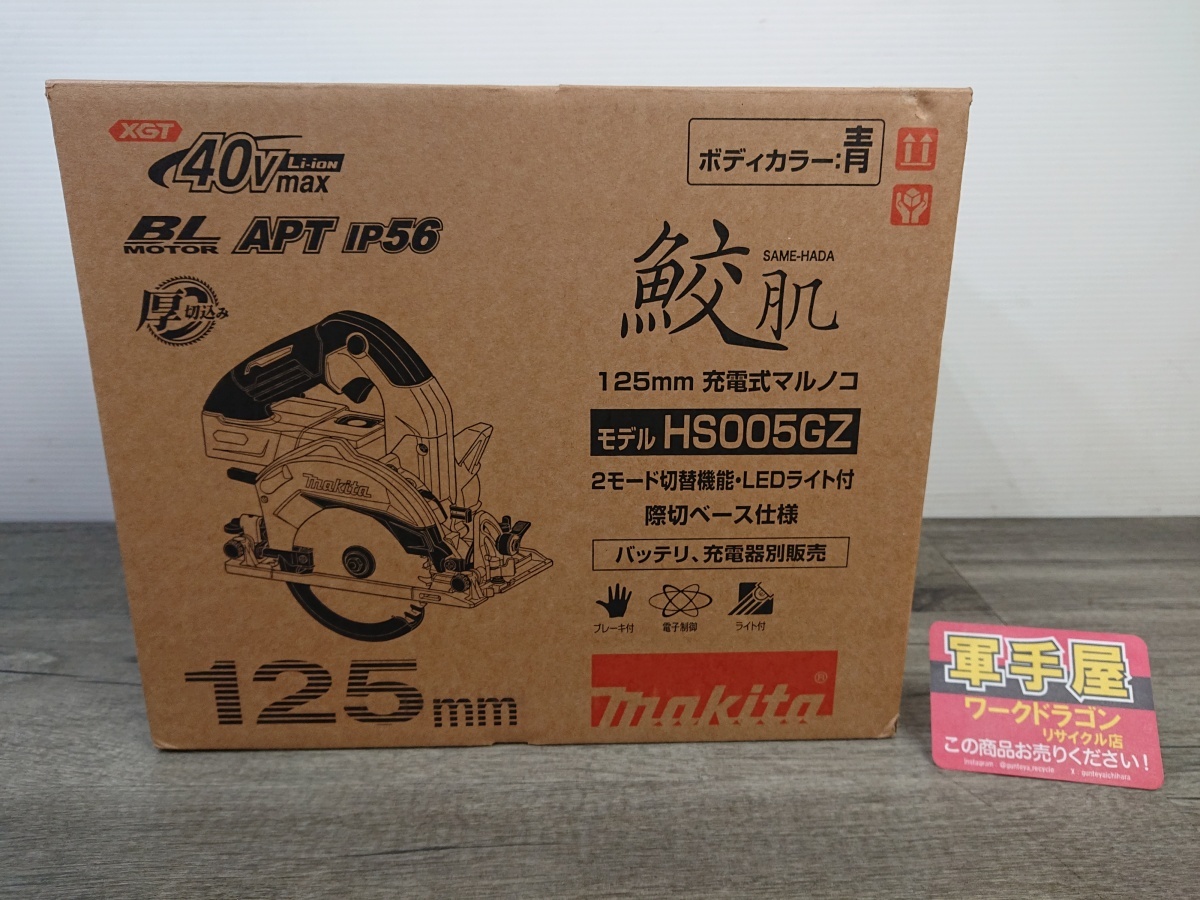 XGT
40Vmax Li-ion
BL MOTOR APT IP56
厚切込み
ボディカラー:青
鮫肌
SAME-HADA
125mm 充電式マルノコ
モデル HS005GZ
2モード切替機能・LEDライト付
際切ベース仕様
バッテリ、充電器別販売
ブレーキ付 電子制御 ライト付
makita
125mm
makita®
軍手屋
ワークドラゴン
リサイクル店
この商品お売りください!
Instagram @gunteya.recycle X gunteyaichihara